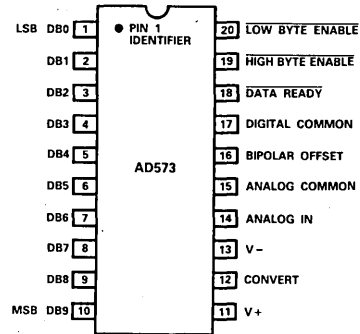 LSB DB0 1
DB1 2
DB2 3
DB3 4
DB4 5
DB5 6
DB6 7
DB7 8
DB8 9
MSB DB9 10
PIN 1
IDENTIFIER
AD573
20 LOW BYTE ENABLE
19 HIGH BYTE ENABLE
18 DATA READY
17 DIGITAL COMMON
16 BIPOLAR OFFSET
15 ANALOG COMMON
14 ANALOG IN
13 V−
12 CONVERT
11 V+